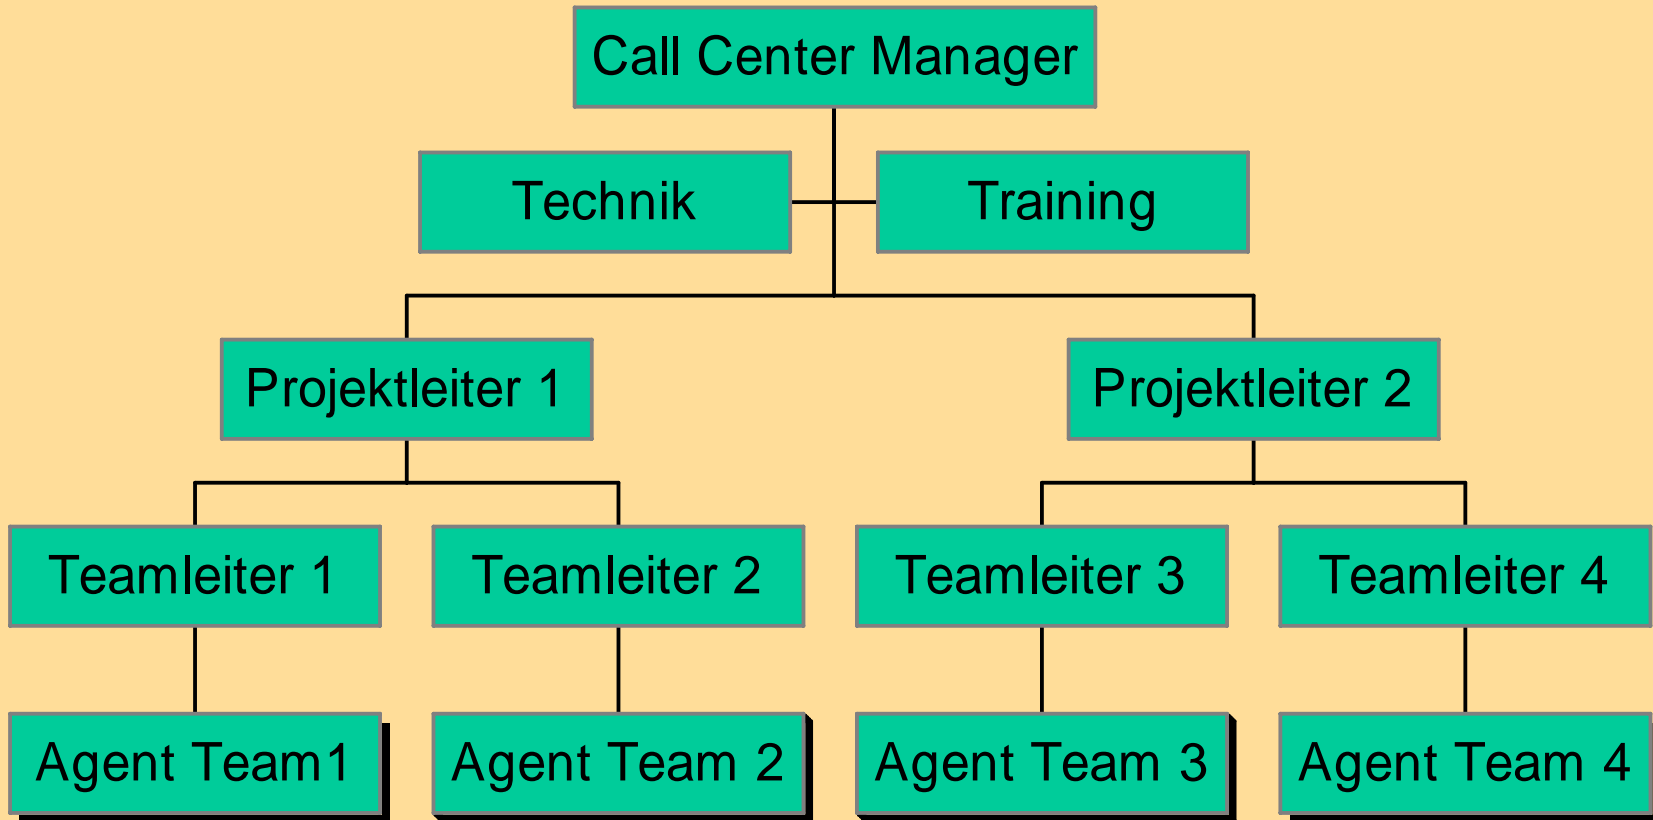 Call Center Manager
Technik
Training
Projektleiter 1
Projektleiter 2
Teamleiter 1
Teamleiter 2
Teamleiter 3
Teamleiter 4
Agent Team1
Agent Team 2
Agent Team 3
Agent Team 4